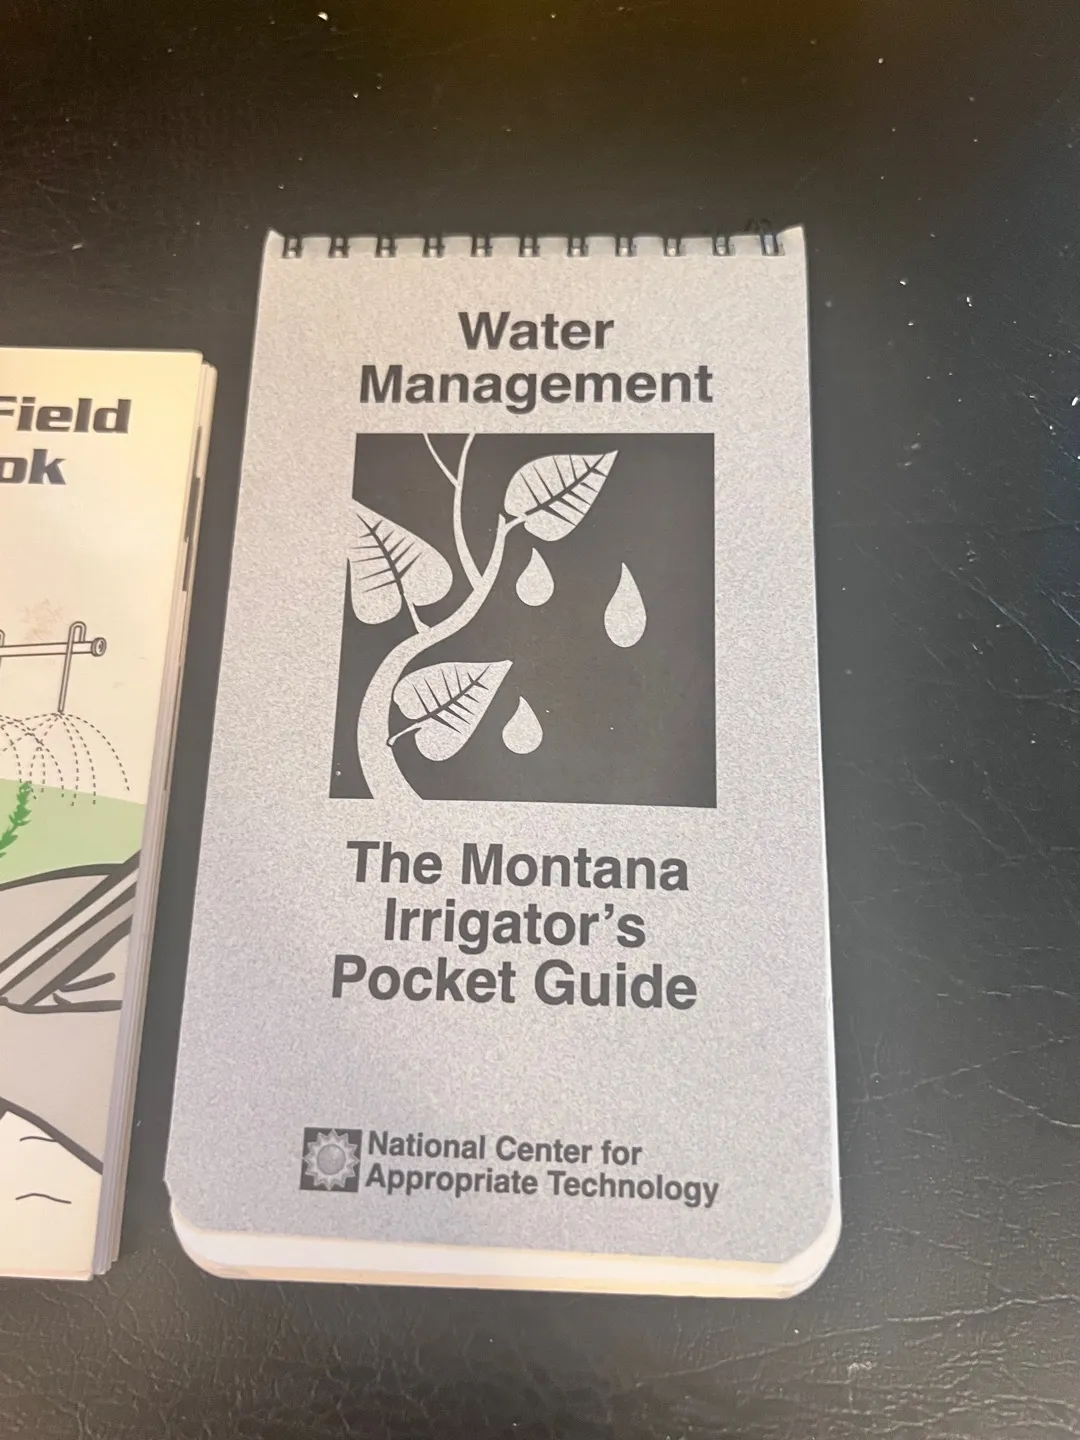 Field
ok
Water
Management
The Montana
Irrigator's
Pocket Guide
National Center for
Appropriate Technology